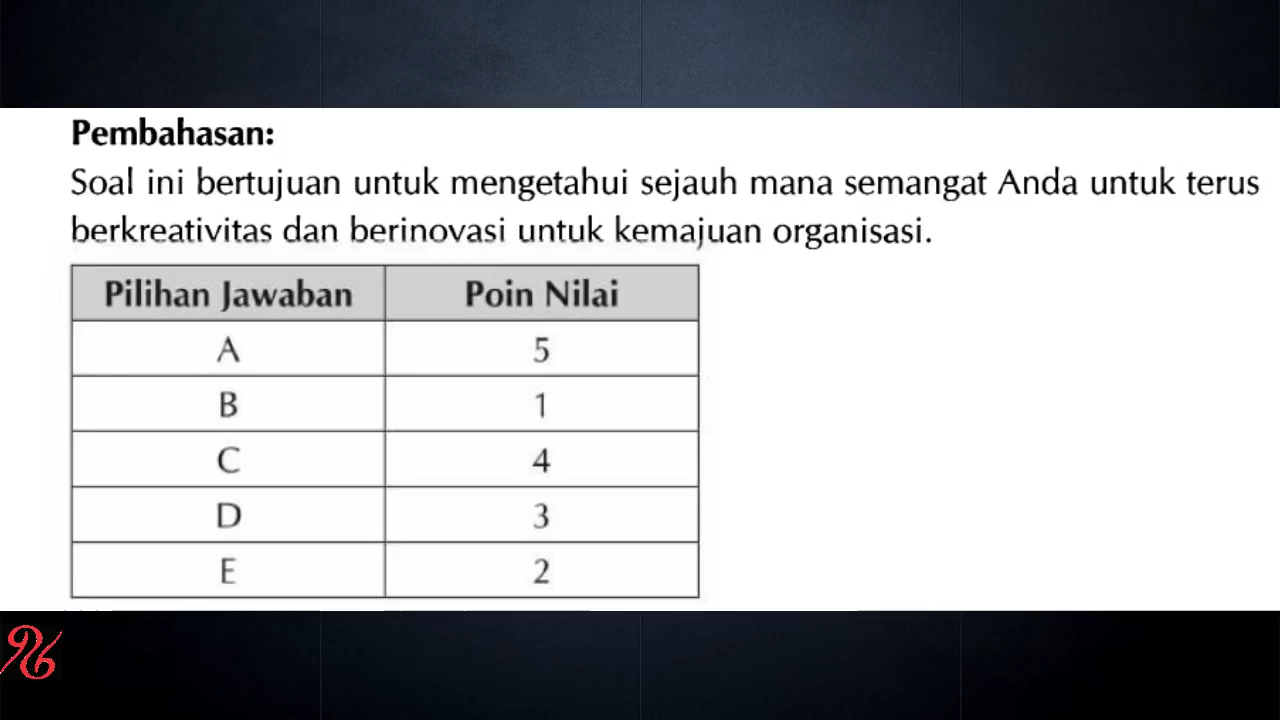 Pembahasan:
Soal ini bertujuan untuk mengetahui sejauh mana semangat Anda untuk terus
berkreativitas dan berinovasi untuk kemajuan organisasi.
Pilihan Jawaban Poin Nilai
A 5
B 1
C 4
D 3
E 2